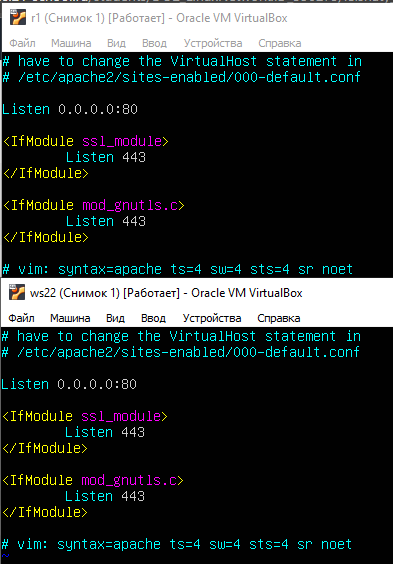 r1 (Снимок 1) [Работает] - Oracle VM VirtualBox
Файл Машина Вид Ввод Устройства Справка
# have to change the VirtualHost statement in
# /etc/apache2/sites-enabled/000-default.conf
Listen 0.0.0.0:80
<IfModule ssl_module>
Listen 443
</IfModule>
<IfModule mod_gnutls.c>
Listen 443
</IfModule>
# vim: syntax=apache ts=4 sw=4 sts=4 sr noet
ws22 (Снимок 1) [Работает] - Oracle VM VirtualBox
Файл Машина Вид Ввод Устройства Справка
# have to change the VirtualHost statement in
# /etc/apache2/sites-enabled/000-default.conf
Listen 0.0.0.0:80
<IfModule ssl_module>
Listen 443
</IfModule>
<IfModule mod_gnutls.c>
Listen 443
</IfModule>
# vim: syntax=apache ts=4 sw=4 sts=4 sr noet
~